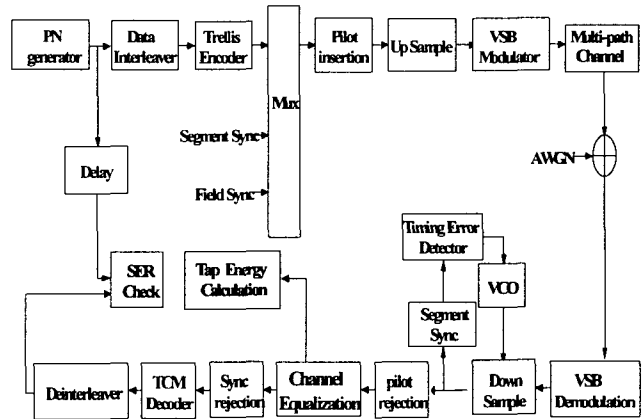 PN
generator
Data
Interleaver
Trellis
Encoder
Mux
Pilot
insertion
Up Sample
VSB
Modulator
Multi-path
Channel
Segment Sync
Field Sync
Delay
AWGN
SER
Check
Tap Energy
Calculation
Timing Error
Detector
VCO
Segment
Sync
Deinterleaver
TCM
Decoder
Sync
rejection
Channel
Equalization
pilot
rejection
Down
Sample
VSB
Demodulation